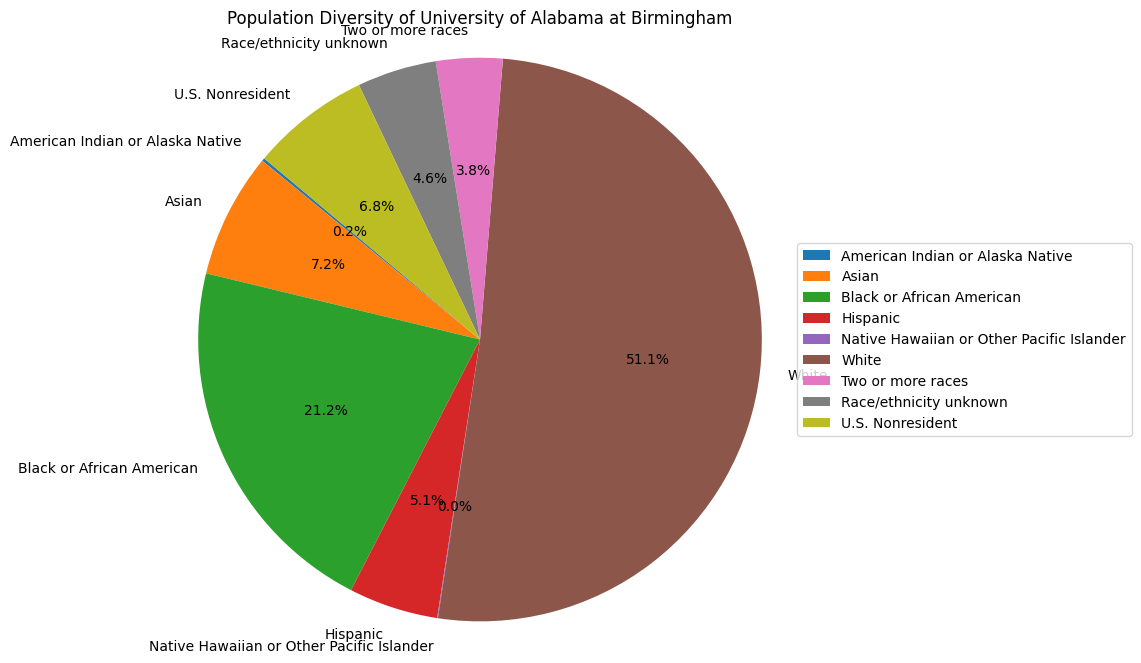 Population Diversity of University of Alabama at Birmingham
Two or more races
Race/ethnicity unknown
U.S. Nonresident
American Indian or Alaska Native
Asian
Black or African American
Hispanic
Native Hawaiian or Other Pacific Islander
White
3.8%
4.6%
6.8%
0.2%
7.2%
21.2%
5.1%
0.0%
51.1%
American Indian or Alaska Native
Asian
Black or African American
Hispanic
Native Hawaiian or Other Pacific Islander
White
Two or more races
Race/ethnicity unknown
U.S. Nonresident